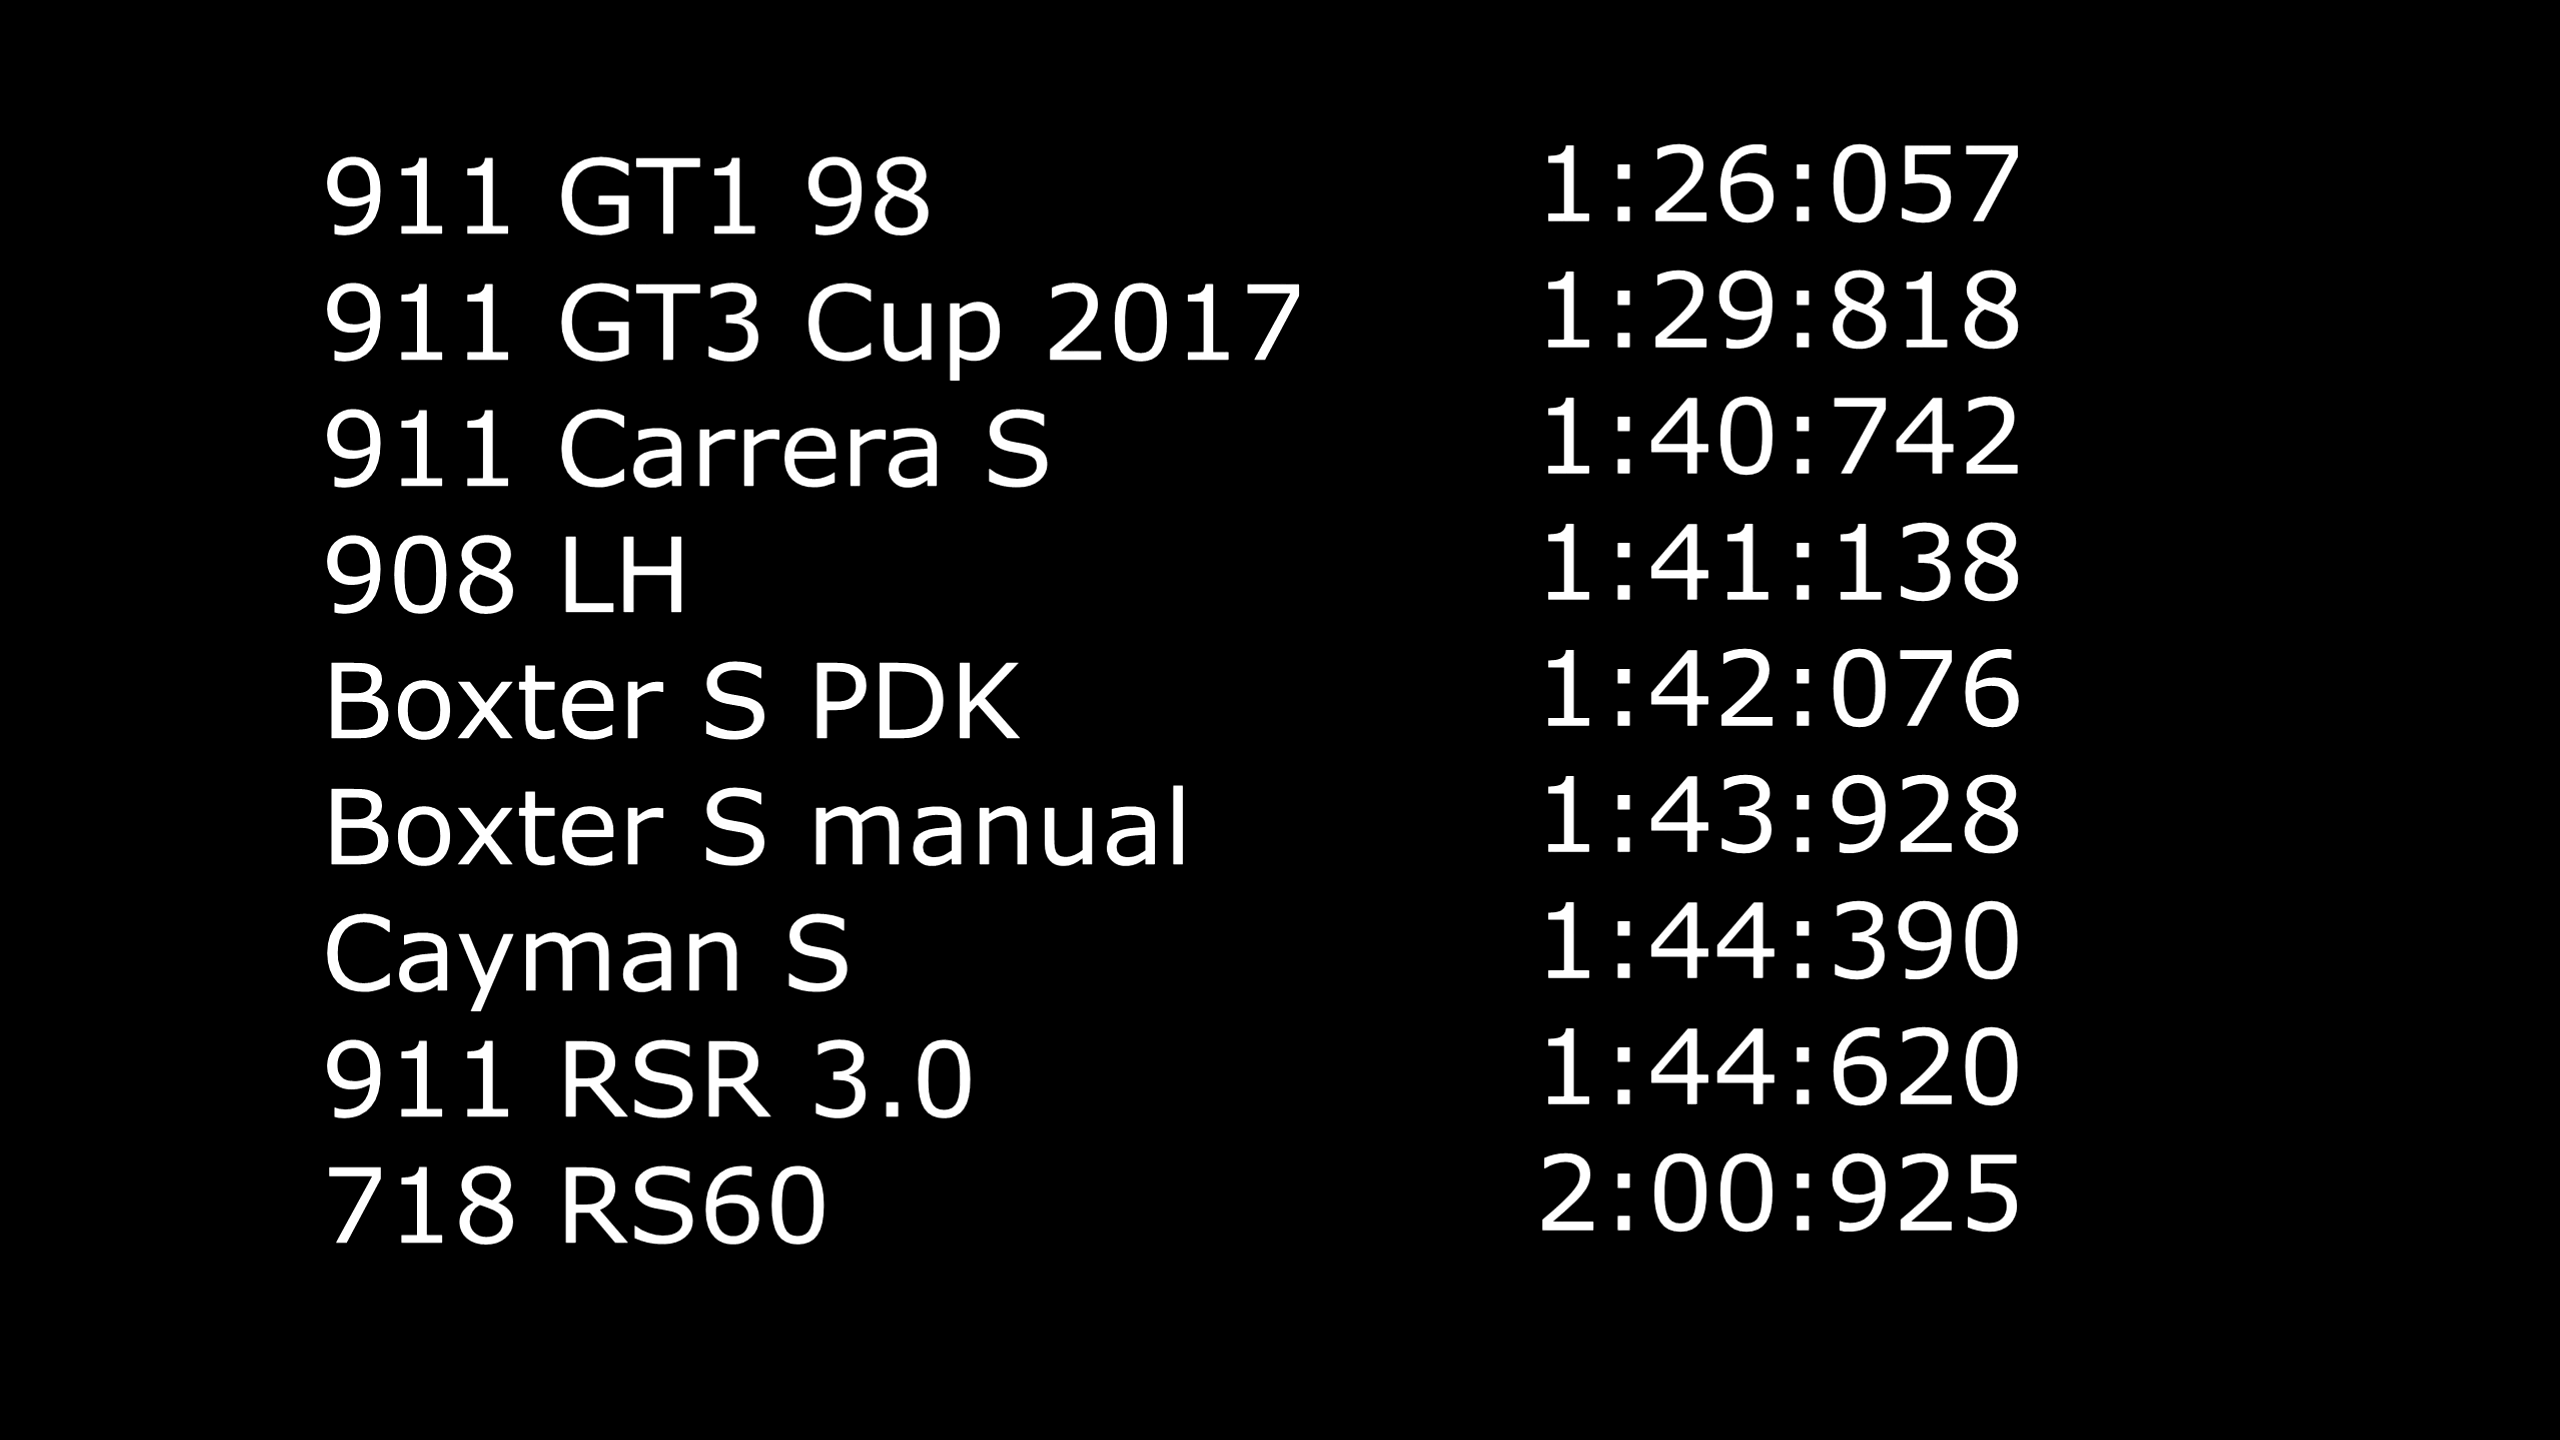 911 GT1 98 1:26:057
911 GT3 Cup 2017 1:29:818
911 Carrera S 1:40:742
908 LH 1:41:138
Boxter S PDK 1:42:076
Boxter S manual 1:43:928
Cayman S 1:44:390
911 RSR 3.0 1:44:620
718 RS60 2:00:925